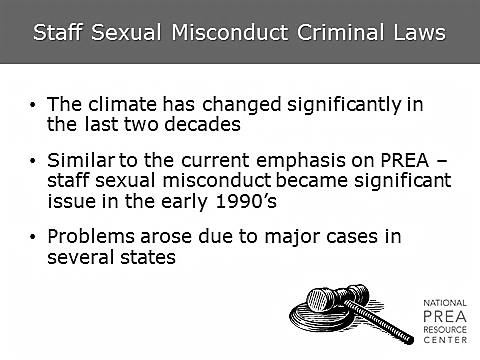 Staff Sexual Misconduct Criminal Laws
• The climate has changed significantly in
the last two decades
• Similar to the current emphasis on PREA –
staff sexual misconduct became significant
issue in the early 1990's
• Problems arose due to major cases in
several states
NATIONAL
PREA
RESOURCE
CENTER